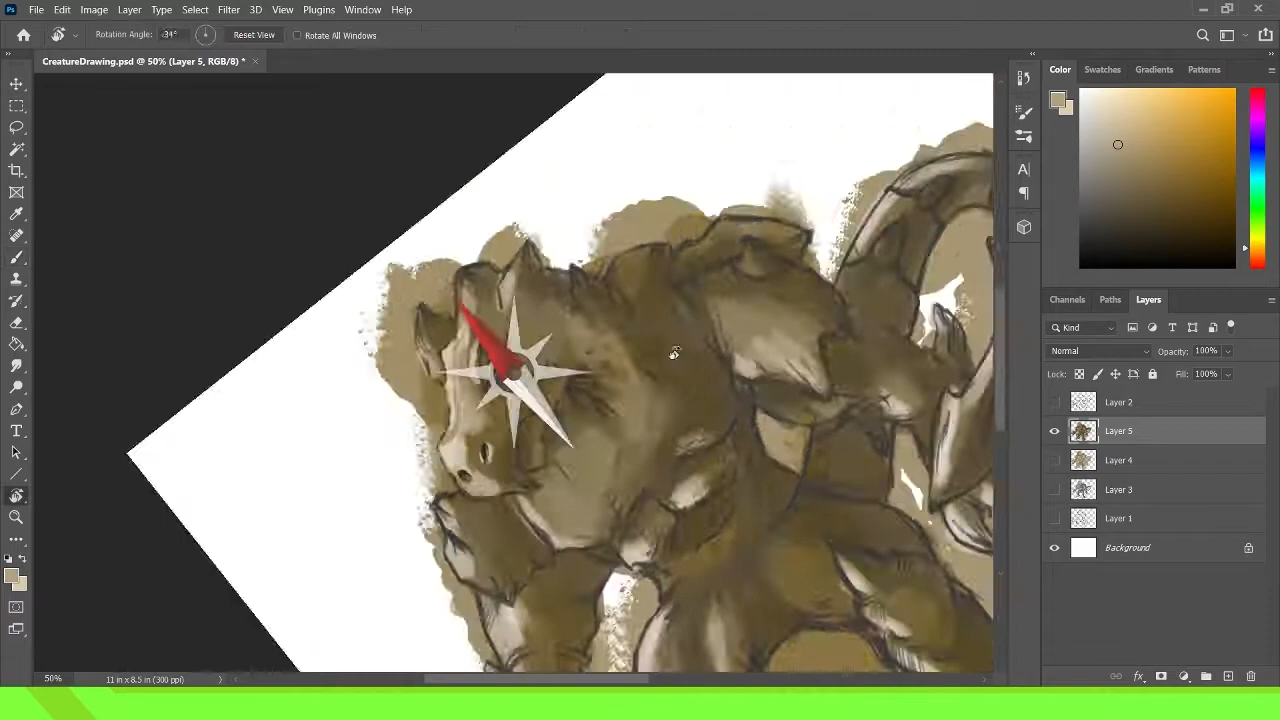 Ps File Edit Image Layer Type Select Filter 3D View Plugins Window Help
Rotation Angle: -34° Reset View Rotate All Windows
CreatureDrawing.psd @ 50% (Layer 5, RGB/8) *
Color Swatches Gradients Patterns
Channels Paths Layers
Kind
Normal Opacity: 100%
Lock: Fill: 100%
Layer 2
Layer 5
Layer 4
Layer 3
Layer 1
Background
50% 11 in x 8.5 in (300 ppi)